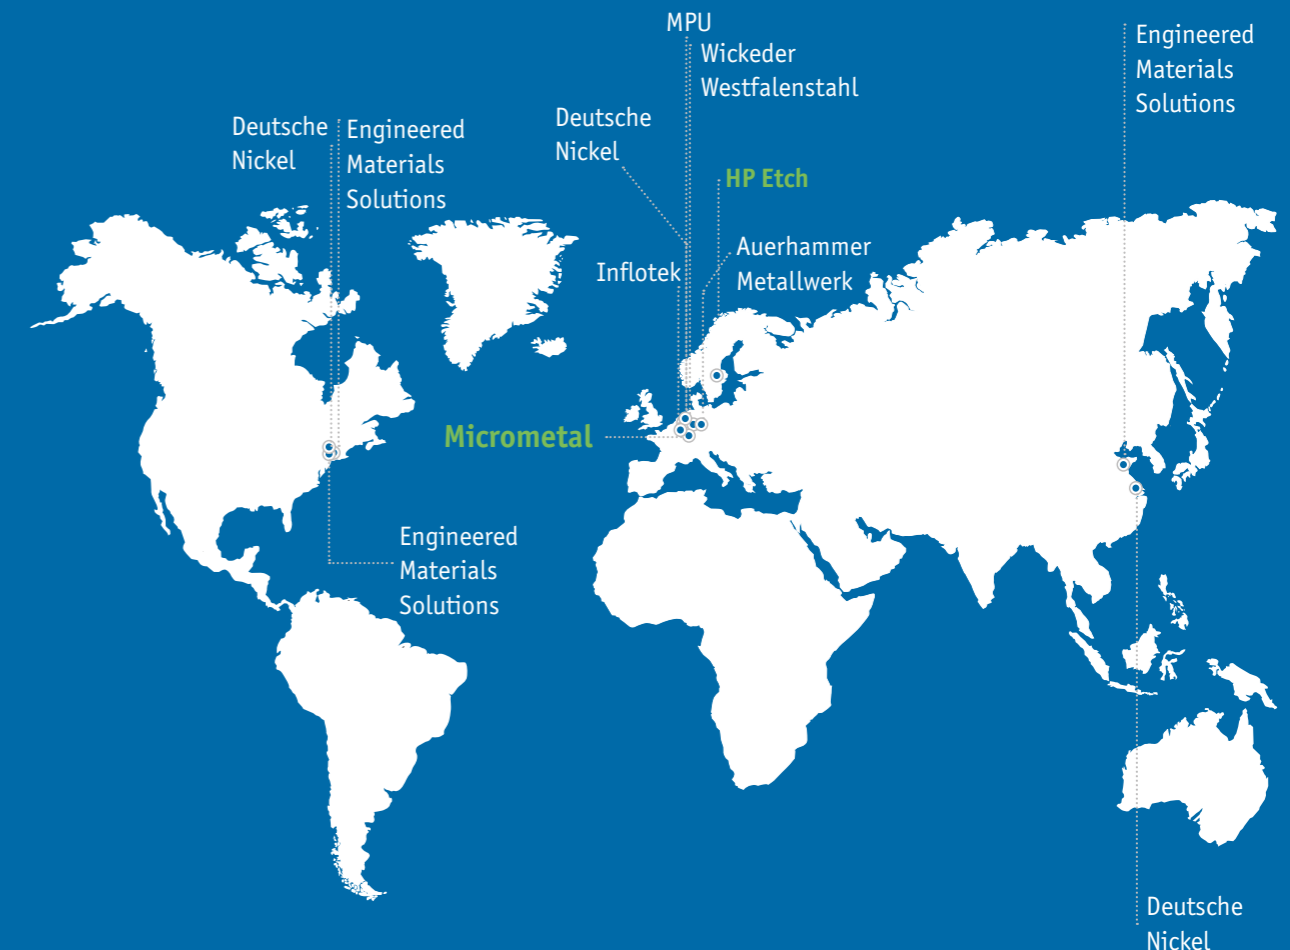 MPU
Wickeder
Westfalenstahl
Engineered
Materials
Solutions
Deutsche
Nickel
Engineered
Materials
Solutions
Deutsche
Nickel
HP Etch
Auerhammer
Metallwerk
Inflotek
Micrometal
Engineered
Materials
Solutions
Deutsche
Nickel